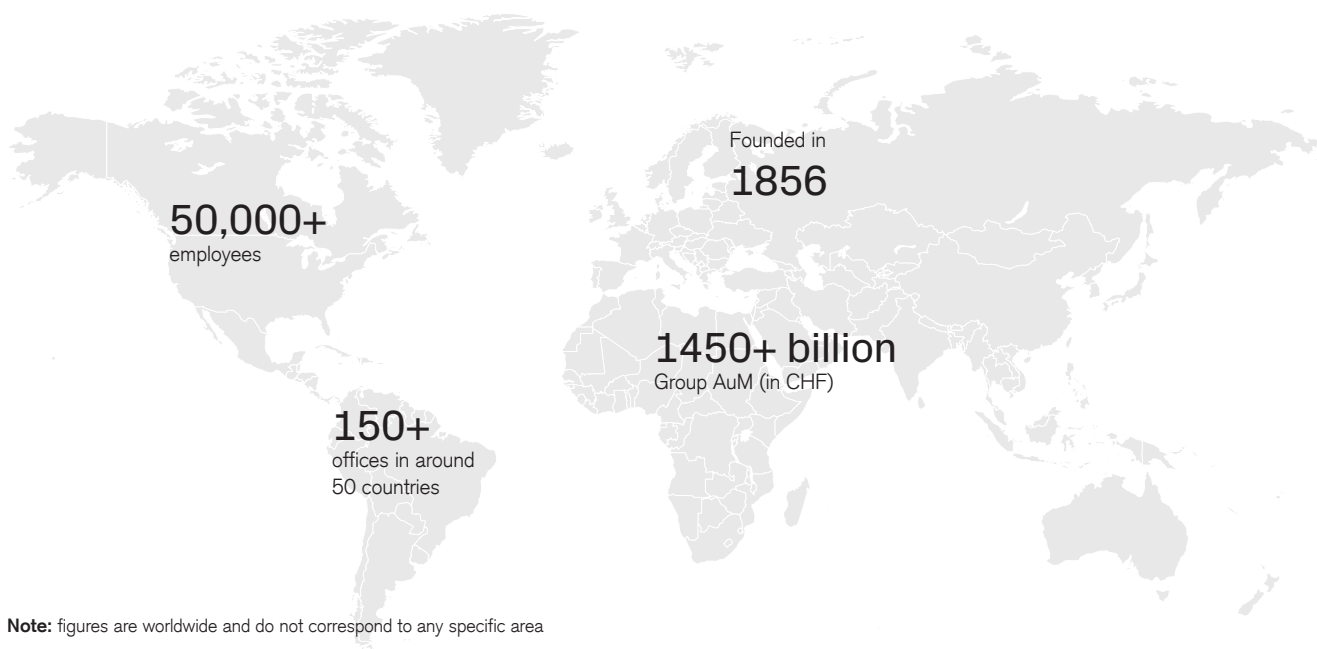 Founded in
1856
50,000+
employees
1450+ billion
Group AuM (in CHF)
150+
offices in around
50 countries
Note: figures are worldwide and do not correspond to any specific area